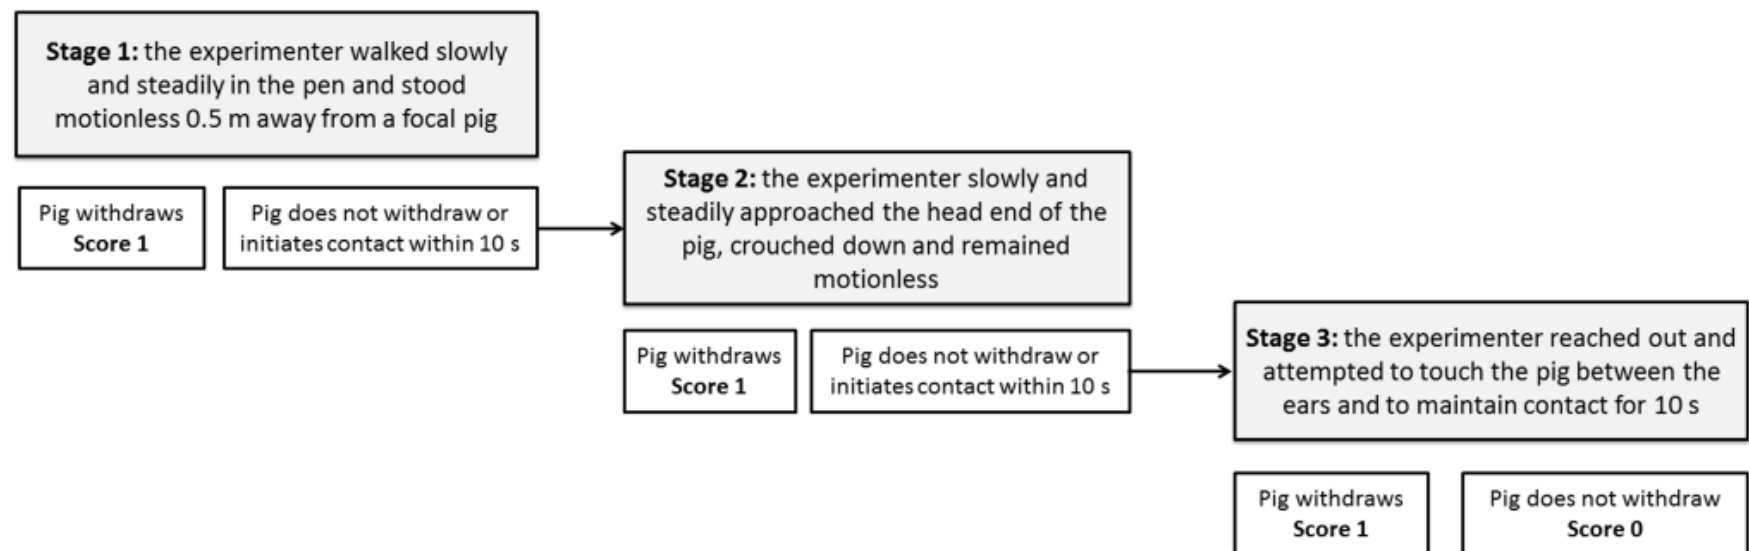 Stage 1: the experimenter walked slowly
and steadily in the pen and stood
motionless 0.5 m away from a focal pig
Pig withdraws
Score 1
Pig does not withdraw or
initiates contact within 10 s
Stage 2: the experimenter slowly and
steadily approached the head end of the
pig, crouched down and remained
motionless
Pig withdraws
Score 1
Pig does not withdraw or
initiates contact within 10 s
Stage 3: the experimenter reached out and
attempted to touch the pig between the
ears and to maintain contact for 10 s
Pig withdraws
Score 1
Pig does not withdraw
Score 0